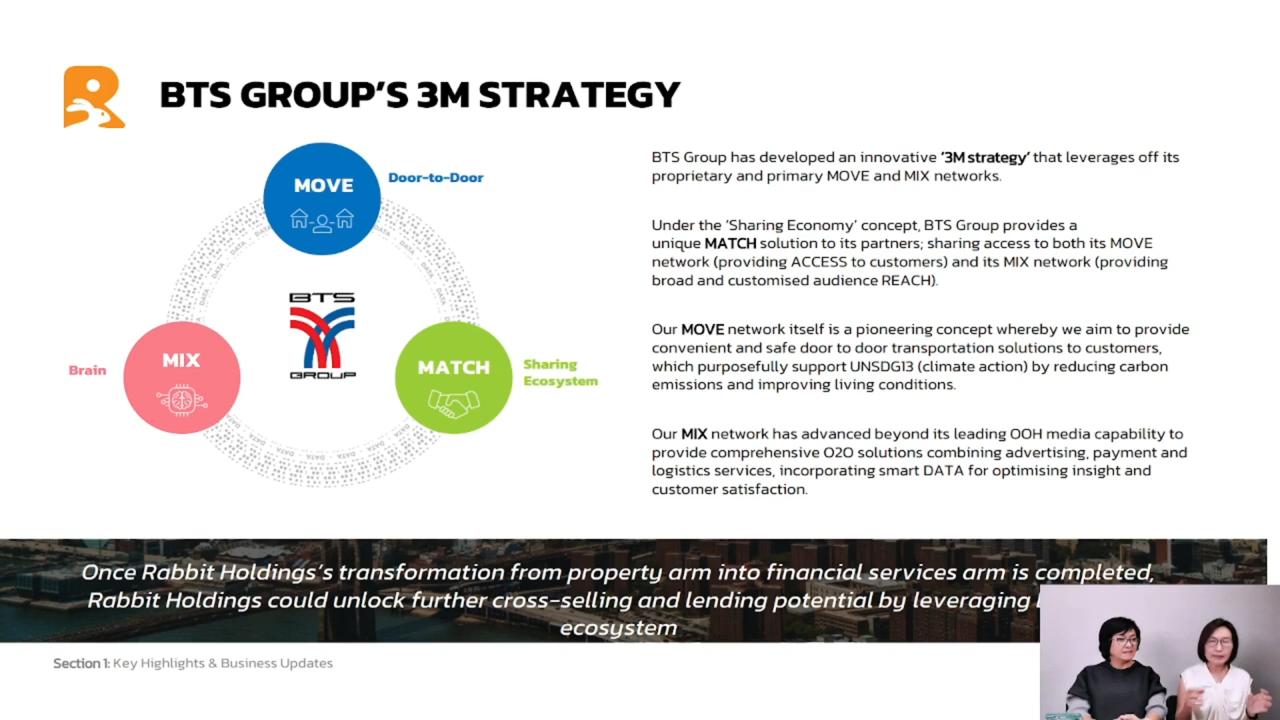 BTS GROUP’S 3M STRATEGY
MOVE
Door-to-Door
BTS
GROUP
MIX
Brain
MATCH
Sharing
Ecosystem
DATA
BTS Group has developed an innovative ‘3M strategy’ that leverages off its
proprietary and primary MOVE and MIX networks.
Under the ‘Sharing Economy’ concept, BTS Group provides a
unique MATCH solution to its partners; sharing access to both its MOVE
network (providing ACCESS to customers) and its MIX network (providing
broad and customised audience REACH).
Our MOVE network itself is a pioneering concept whereby we aim to provide
convenient and safe door to door transportation solutions to customers,
which purposefully support UNSDG13 (climate action) by reducing carbon
emissions and improving living conditions.
Our MIX network has advanced beyond its leading OOH media capability to
provide comprehensive O2O solutions combining advertising, payment and
logistics services, incorporating smart DATA for optimising insight and
customer satisfaction.
Once Rabbit Holdings’s transformation from property arm into financial services arm is completed,
Rabbit Holdings could unlock further cross-selling and lending potential by leveraging
ecosystem
Section 1: Key Highlights & Business Updates